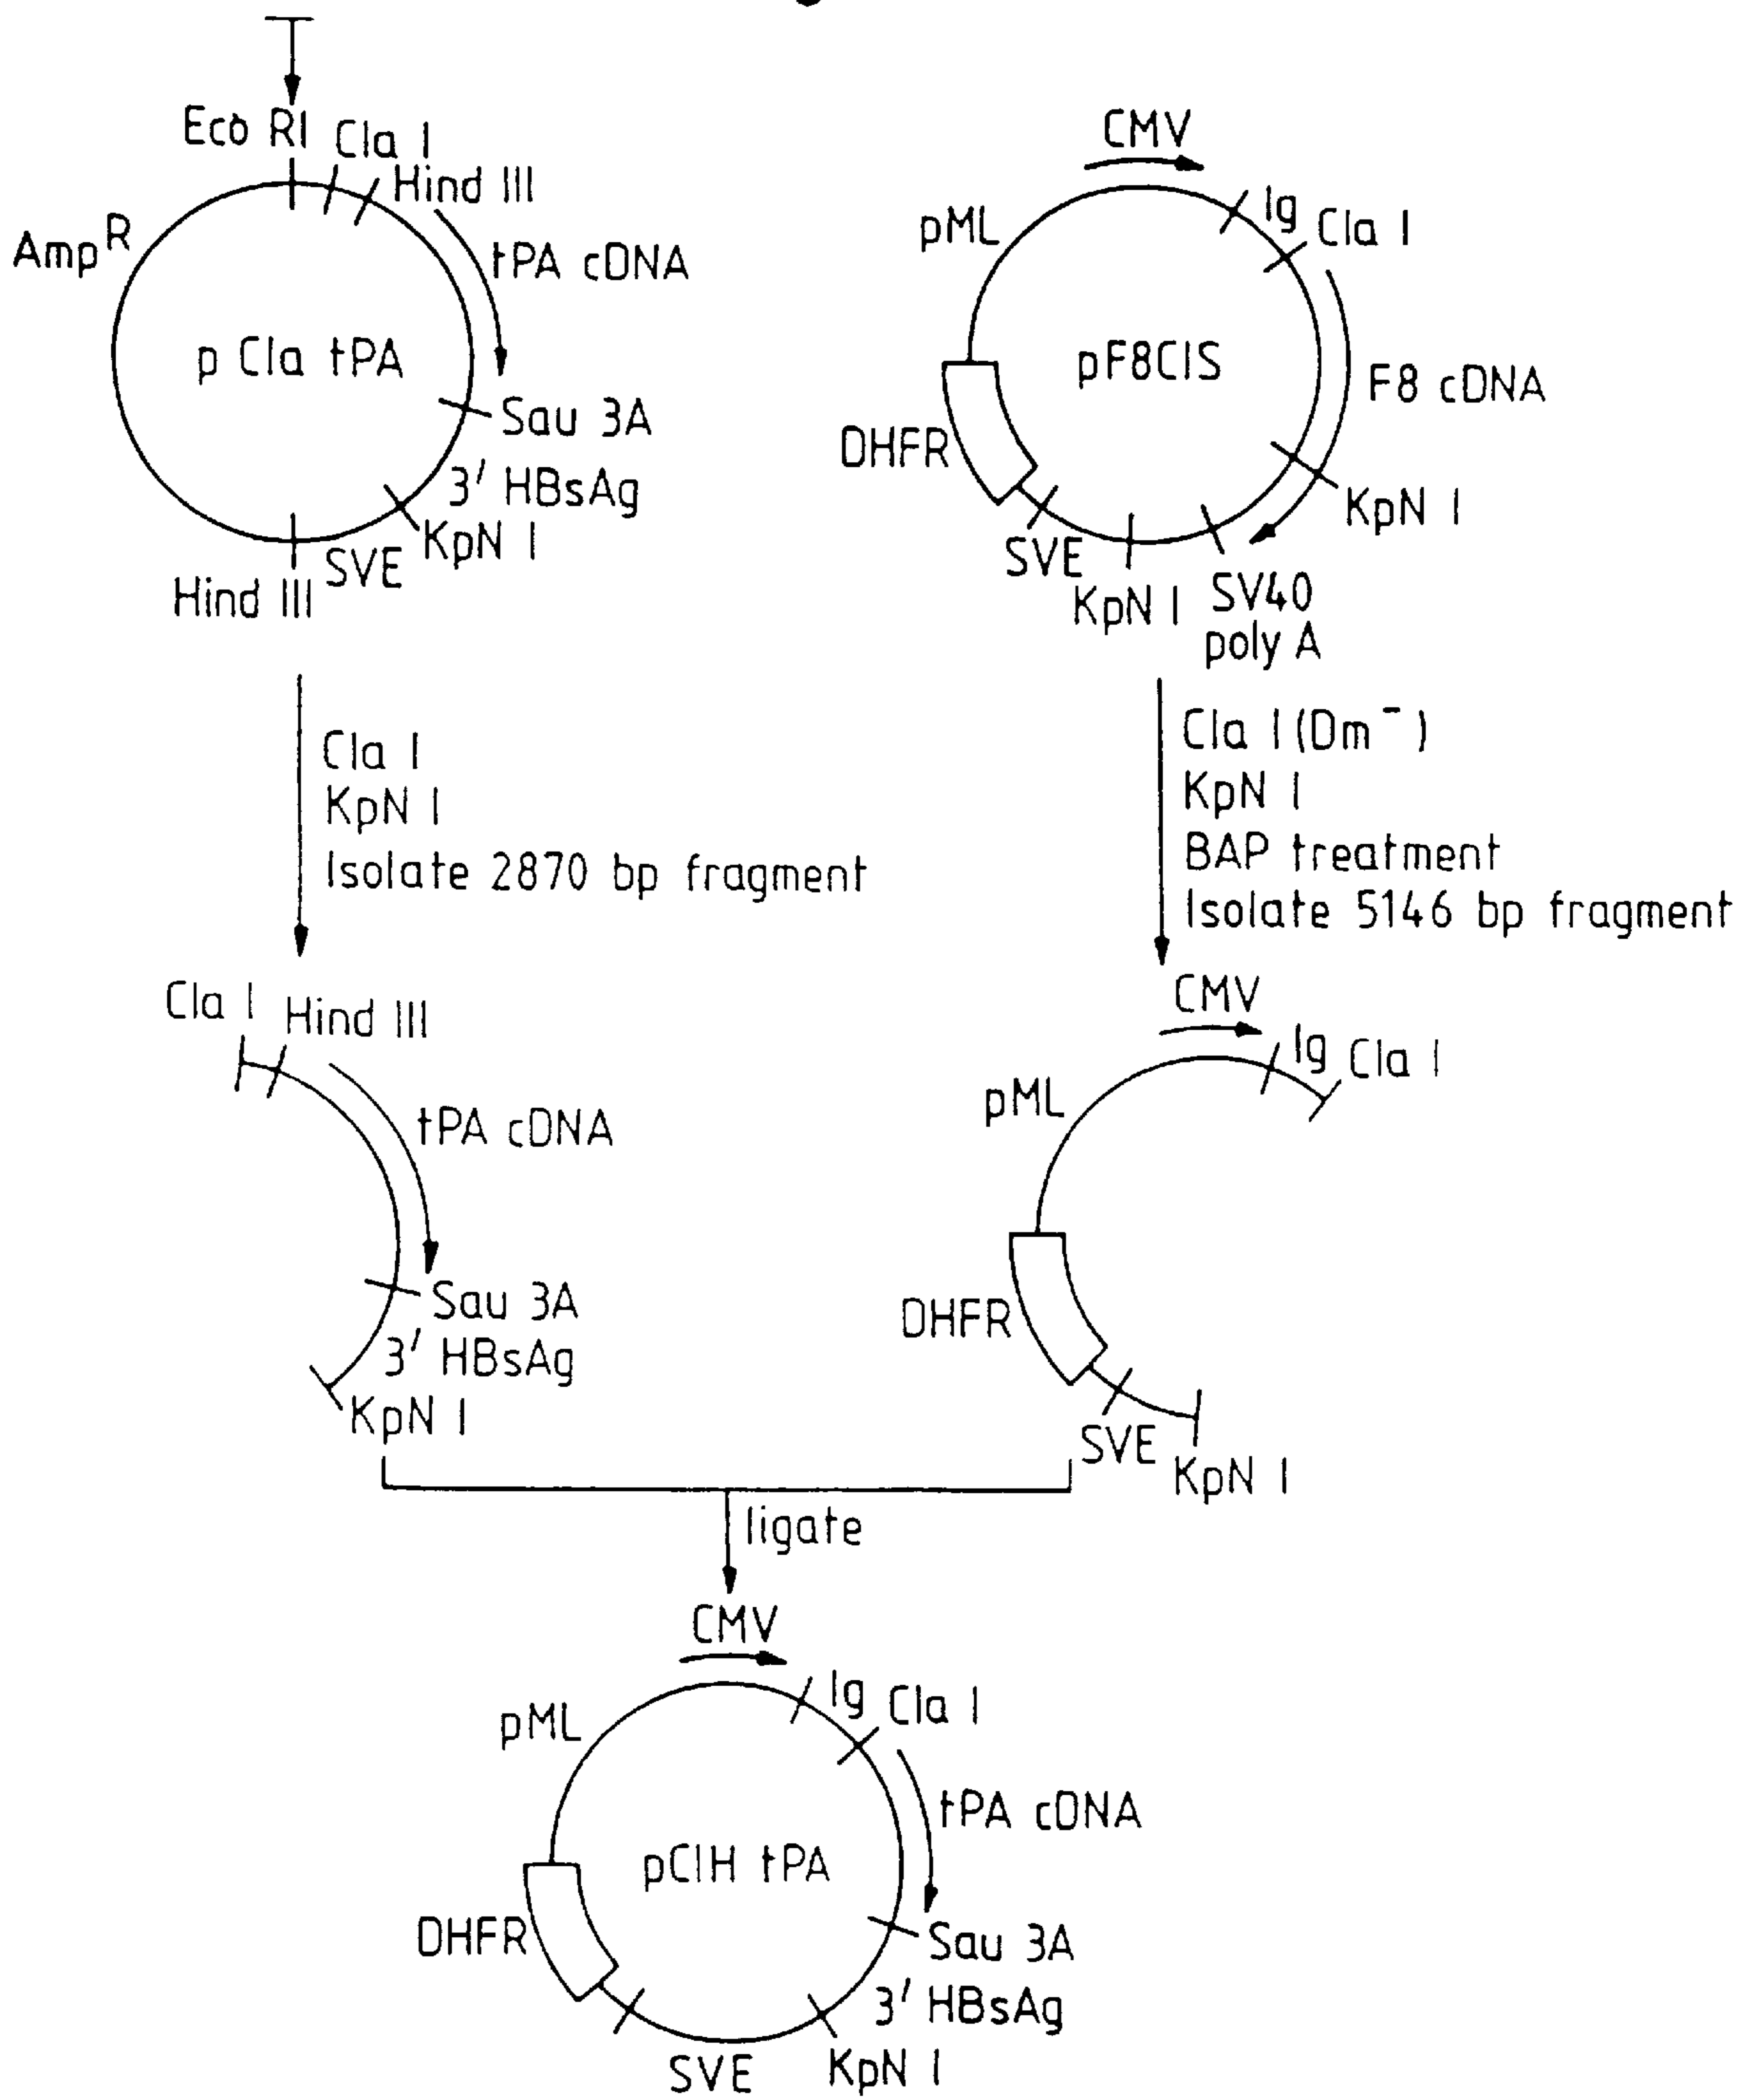 Eco RI
Cla I
Hind III
Amp R
tPA cDNA
p Cla tPA
Sau 3A
3' HBsAg
KpN I
SVE
Hind III
CMV
pML
Ig
Cla I
pF8CIS
F8 cDNA
DHFR
KpN I
SVE
KpN I
SV40
poly A
Cla I
KpN I
Isolate 2870 bp fragment
Cla I (Dm⁻)
KpN I
BAP treatment
Isolate 5146 bp fragment
Cla I
Hind III
tPA cDNA
Sau 3A
3' HBsAg
KpN I
CMV
Ig
Cla I
pML
DHFR
SVE
KpN I
ligate
CMV
Ig
Cla I
pML
tPA cDNA
pCIH tPA
DHFR
Sau 3A
3' HBsAg
KpN I
SVE